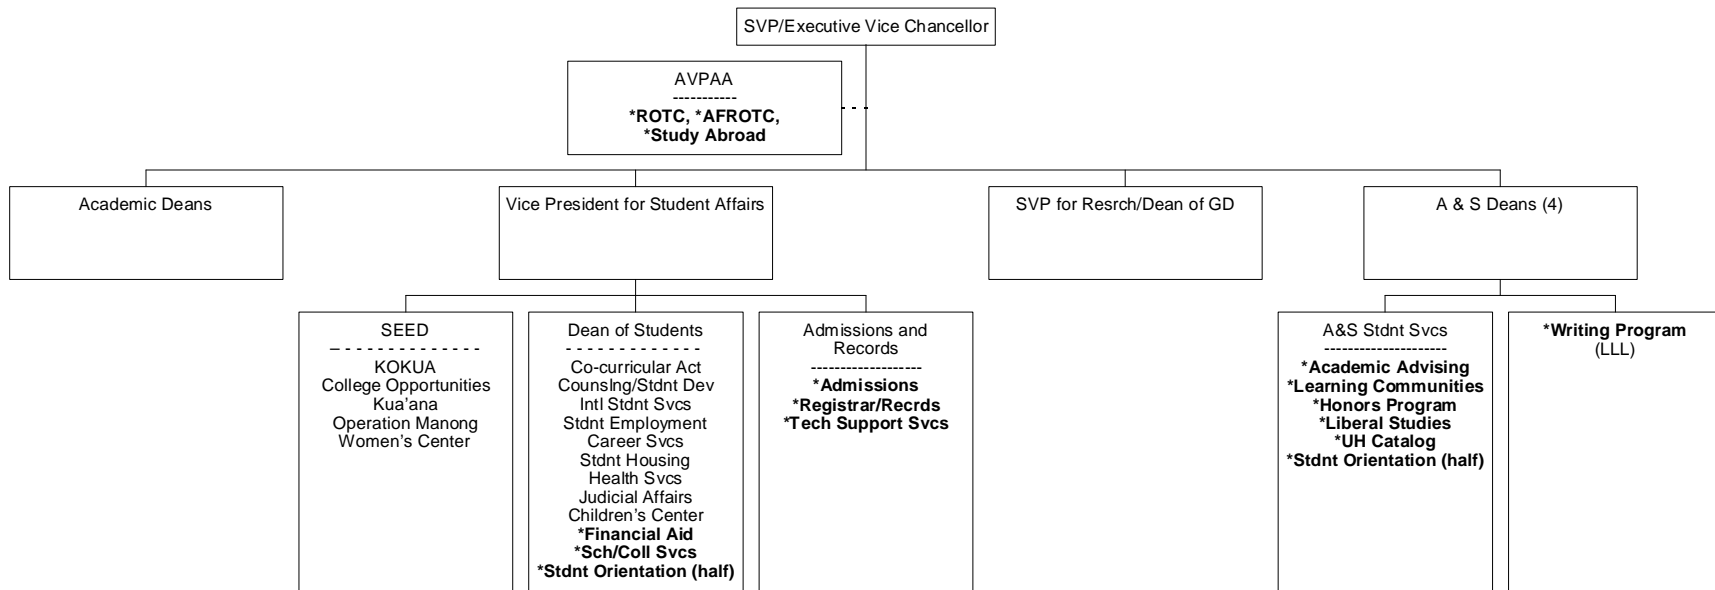 SVP/Executive Vice Chancellor
AVPAA
-----------
*ROTC, *AFROTC,
*Study Abroad
Academic Deans
Vice President for Student Affairs
SVP for Resrch/Dean of GD
A & S Deans (4)
SEED
– - - - - - - - - - - - - -
KOKUA
College Opportunities
Kua'ana
Operation Manong
Women's Center
Dean of Students
- - - - - - - - - - - - -
Co-curricular Act
Counslng/Stdnt Dev
Intl Stdnt Svcs
Stdnt Employment
Career Svcs
Stdnt Housing
Health Svcs
Judicial Affairs
Children's Center
*Financial Aid
*Sch/Coll Svcs
*Stdnt Orientation (half)
Admissions and
Records
-------------------
*Admissions
*Registrar/Recrds
*Tech Support Svcs
A&S Stdnt Svcs
---------------------
*Academic Advising
*Learning Communities
*Honors Program
*Liberal Studies
*UH Catalog
*Stdnt Orientation (half)
*Writing Program
(LLL)